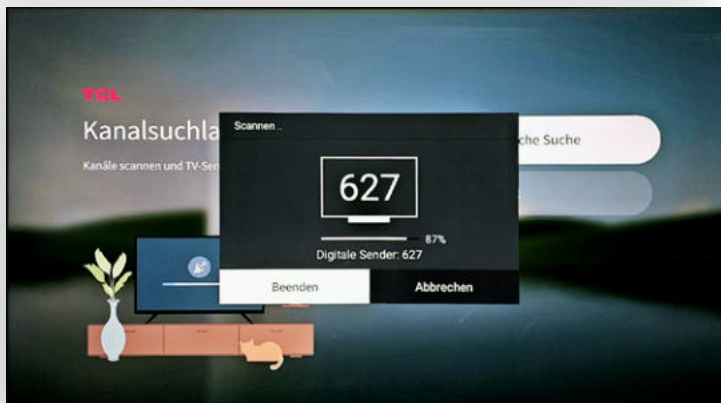 TCL
Kanalsuchla
Kanäle scannen und TV-Sen
che Suche
Scannen ..
627
87%
Digitale Sender: 627
Beenden
Abbrechen